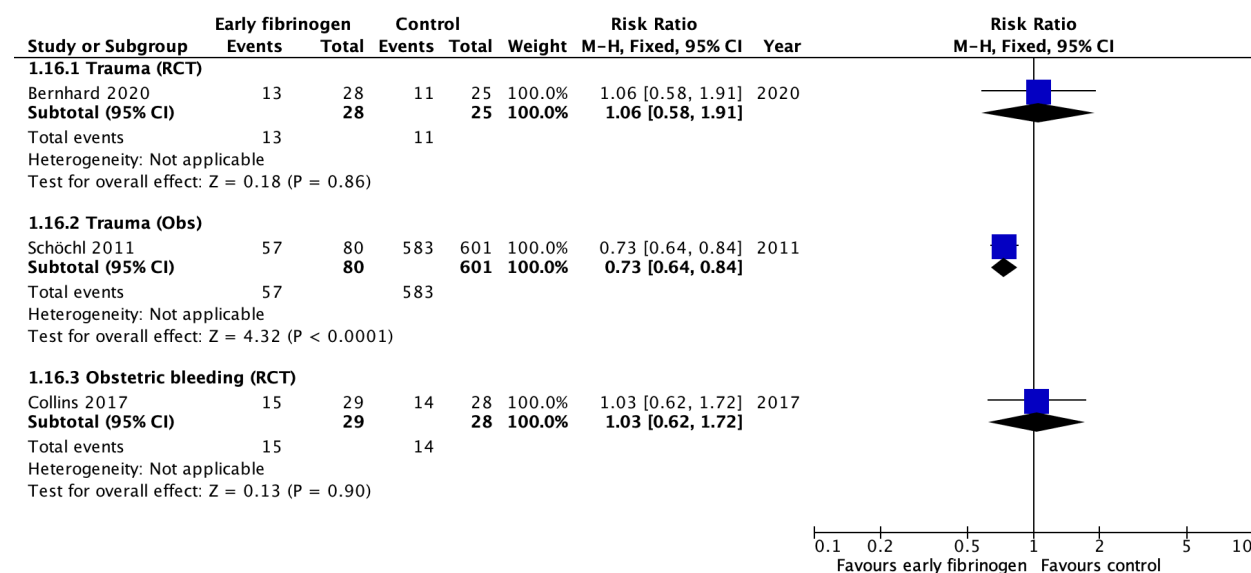 Early fibrinogen Control Risk Ratio Risk Ratio
Study or Subgroup Events Total Events Total Weight M-H, Fixed, 95% CI Year M-H, Fixed, 95% CI
1.16.1 Trauma (RCT)
Bernhard 2020 13 28 11 25 100.0% 1.06 [0.58, 1.91] 2020
Subtotal (95% CI) 28 25 100.0% 1.06 [0.58, 1.91]
Total events 13 11
Heterogeneity: Not applicable
Test for overall effect: Z = 0.18 (P = 0.86)
1.16.2 Trauma (Obs)
Schöchl 2011 57 80 583 601 100.0% 0.73 [0.64, 0.84] 2011
Subtotal (95% CI) 80 601 100.0% 0.73 [0.64, 0.84]
Total events 57 583
Heterogeneity: Not applicable
Test for overall effect: Z = 4.32 (P < 0.0001)
1.16.3 Obstetric bleeding (RCT)
Collins 2017 15 29 14 28 100.0% 1.03 [0.62, 1.72] 2017
Subtotal (95% CI) 29 28 100.0% 1.03 [0.62, 1.72]
Total events 15 14
Heterogeneity: Not applicable
Test for overall effect: Z = 0.13 (P = 0.90)
0.1 0.2 0.5 1 2 5 10
Favours early fibrinogen Favours control